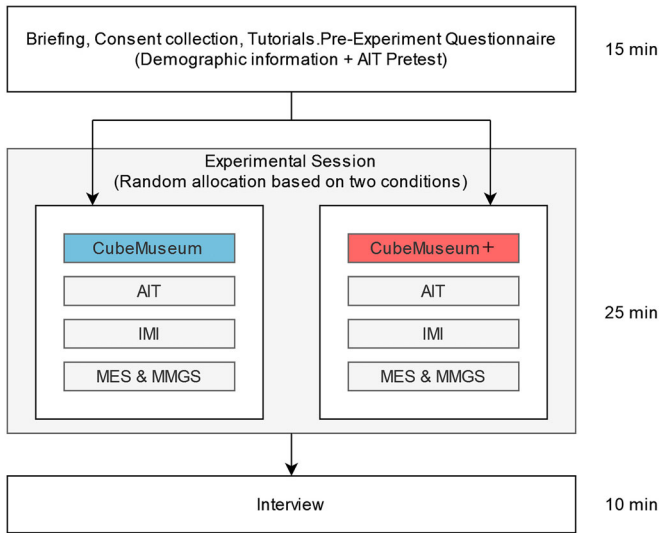 Briefing, Consent collection, Tutorials.Pre-Experiment Questionnaire
(Demographic information + AIT Pretest)
15 min
Experimental Session
(Random allocation based on two conditions)
CubeMuseum
AIT
IMI
MES & MMGS
CubeMuseum+
AIT
IMI
MES & MMGS
25 min
Interview
10 min